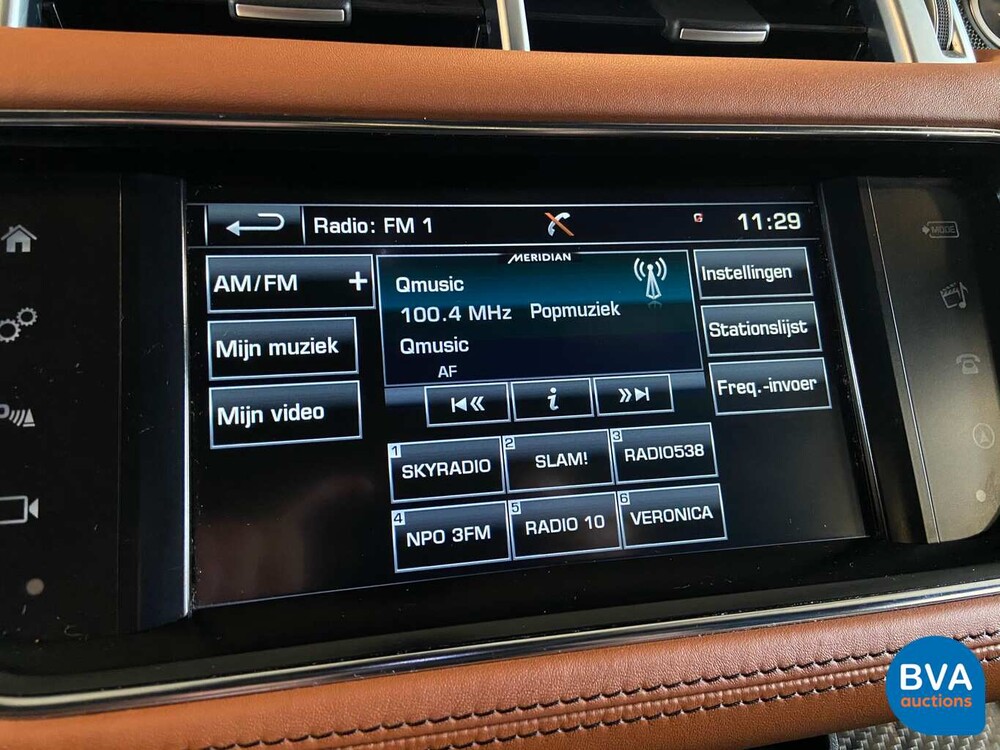 Radio: FM 1
G
11:29
AM/FM +
Mijn muziek
Mijn video
MERIDIAN
Qmusic
100.4 MHz Popmuziek
Qmusic
AF
i
Instellingen
Stationslijst
Freq.-invoer
1 SKYRADIO
2 SLAM!
3 RADIO538
4 NPO 3FM
5 RADIO 10
6 VERONICA
MODE
BVA
auctions